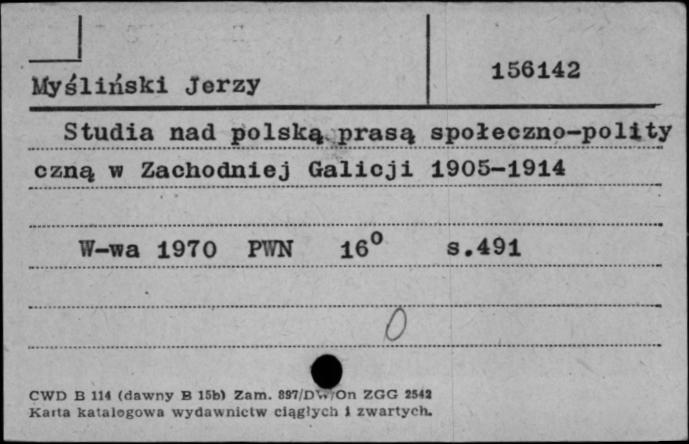 156142
Myśliński Jerzy
Studia nad polską prasą społeczno-polity
czną w Zachodniej Galicji 1905-1914
W-wa 1970 PWN 16° s.491
0
CWD B 114 (dawny B 15b) Zam. 897/DW/On ZGG 2542
Karta katalogowa wydawnictw ciągłych i zwartych.